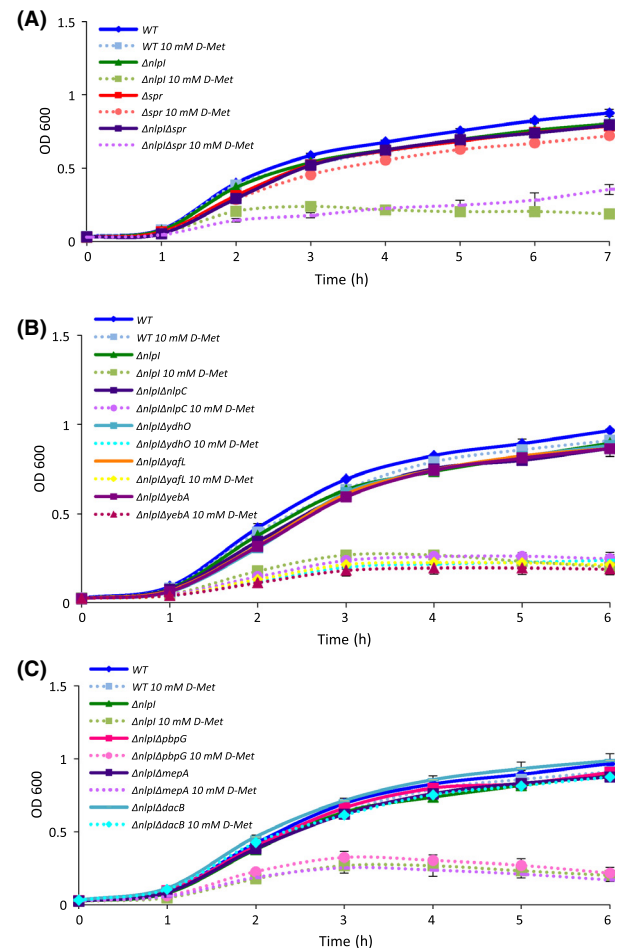 (A)
1.5
1
0.5
0
OD 600
WT
WT 10 mM D-Met
ΔnlpI
ΔnlpI 10 mM D-Met
Δspr
Δspr 10 mM D-Met
ΔnlpIΔspr
ΔnlpIΔspr 10 mM D-Met
0 1 2 3 4 5 6 7
Time (h)
(B)
1.5
1
0.5
0
OD 600
WT
WT 10 mM D-Met
ΔnlpI
ΔnlpI 10 mM D-Met
ΔnlpIΔnlpC
ΔnlpIΔnlpC 10 mM D-Met
ΔnlpIΔydhO
ΔnlpIΔydhO 10 mM D-Met
ΔnlpIΔyafL
ΔnlpIΔyafL 10 mM D-Met
ΔnlpIΔyebA
ΔnlpIΔyebA 10 mM D-Met
0 1 2 3 4 5 6
Time (h)
(C)
1.5
1
0.5
0
OD 600
WT
WT 10 mM D-Met
ΔnlpI
ΔnlpI 10 mM D-Met
ΔnlpIΔpbpG
ΔnlpIΔpbpG 10 mM D-Met
ΔnlpIΔmepA
ΔnlpIΔmepA 10 mM D-Met
ΔnlpIΔdacB
ΔnlpIΔdacB 10 mM D-Met
0 1 2 3 4 5 6
Time (h)